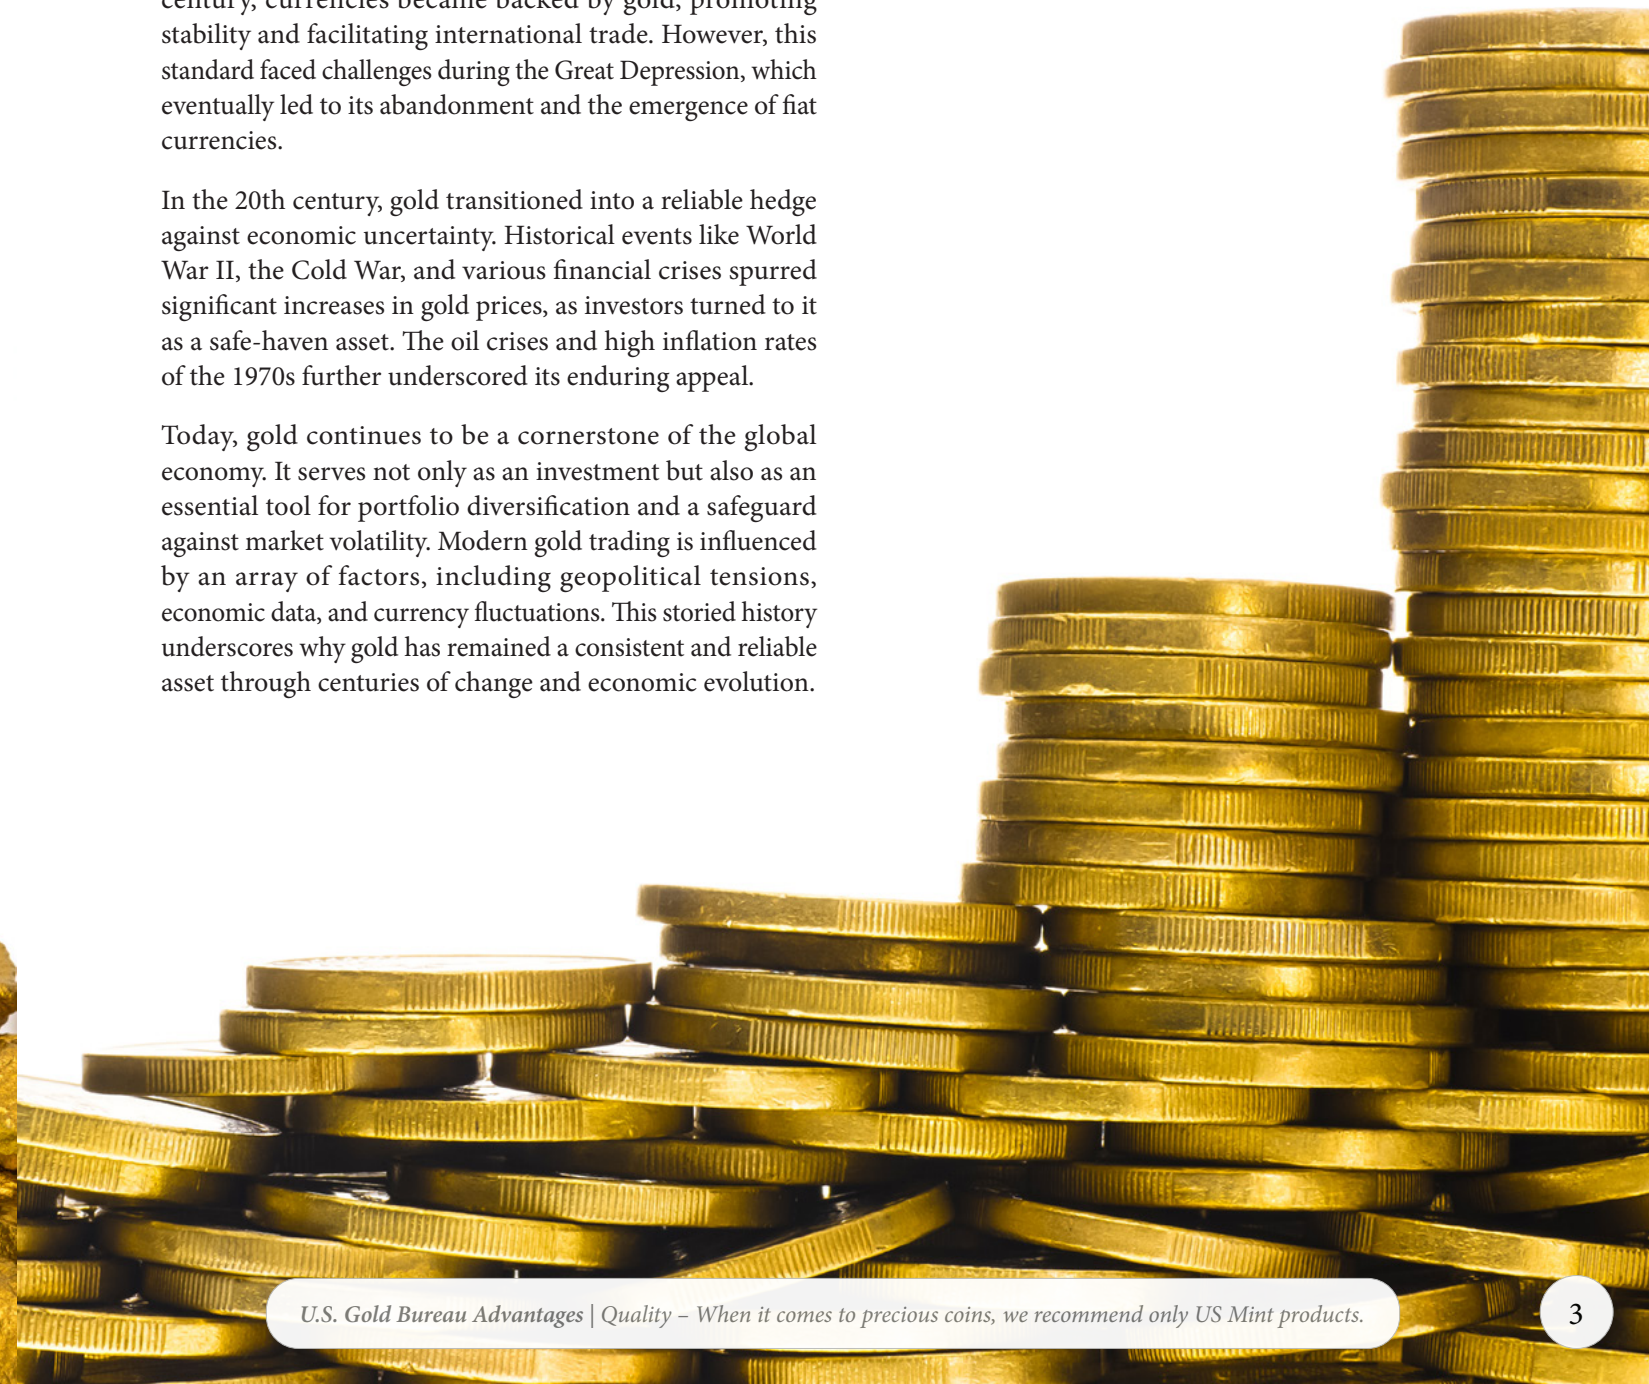 century, currencies became backed by gold, promoting
stability and facilitating international trade. However, this
standard faced challenges during the Great Depression, which
eventually led to its abandonment and the emergence of fiat
currencies.
In the 20th century, gold transitioned into a reliable hedge
against economic uncertainty. Historical events like World
War II, the Cold War, and various financial crises spurred
significant increases in gold prices, as investors turned to it
as a safe-haven asset. The oil crises and high inflation rates
of the 1970s further underscored its enduring appeal.
Today, gold continues to be a cornerstone of the global
economy. It serves not only as an investment but also as an
essential tool for portfolio diversification and a safeguard
against market volatility. Modern gold trading is influenced
by an array of factors, including geopolitical tensions,
economic data, and currency fluctuations. This storied history
underscores why gold has remained a consistent and reliable
asset through centuries of change and economic evolution.
U.S. Gold Bureau Advantages | Quality – When it comes to precious coins, we recommend only US Mint products.
3